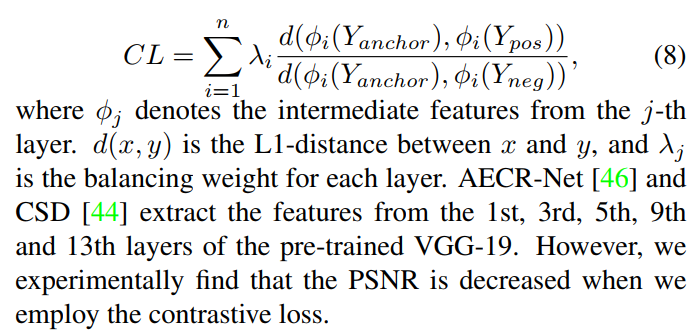 CL = \sum_{i=1}^{n} \lambda_i \frac{d(\phi_i(Y_{anchor}), \phi_i(Y_{pos}))}{d(\phi_i(Y_{anchor}), \phi_i(Y_{neg}))}, (8)
where \phi_j denotes the intermediate features from the j-th
layer. d(x, y) is the L1-distance between x and y, and \lambda_j
is the balancing weight for each layer. AECR-Net [46] and
CSD [44] extract the features from the 1st, 3rd, 5th, 9th
and 13th layers of the pre-trained VGG-19. However, we
experimentally find that the PSNR is decreased when we
employ the contrastive loss.